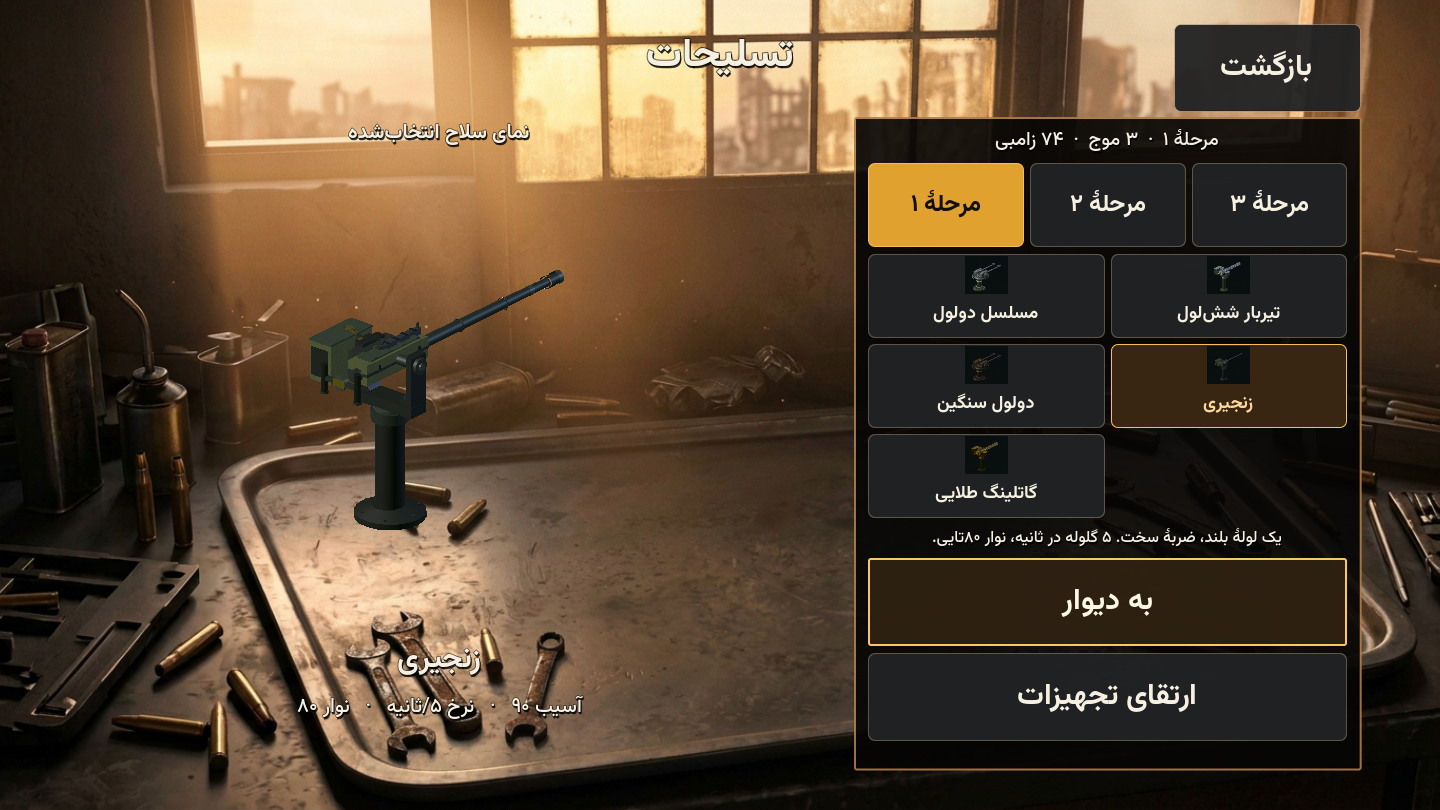 تسلیحات
بازگشت
نمای سلاح انتخاب‌شده
مرحلهٔ ۱ · ۳ موج · ۷۴ زامبی
مرحلهٔ ۳
مرحلهٔ ۲
مرحلهٔ ۱
تیربار شش‌لول
مسلسل دولول
زنجیری
دولول سنگین
گاتلینگ طلایی
یک لولهٔ بلند، ضربهٔ سخت. ۵ گلوله در ثانیه، نوار ۸۰تایی.
به دیوار
ارتقای تجهیزات
زنجیری
آسیب ۹۰ · نرخ ۵/ثانیه · نوار ۸۰